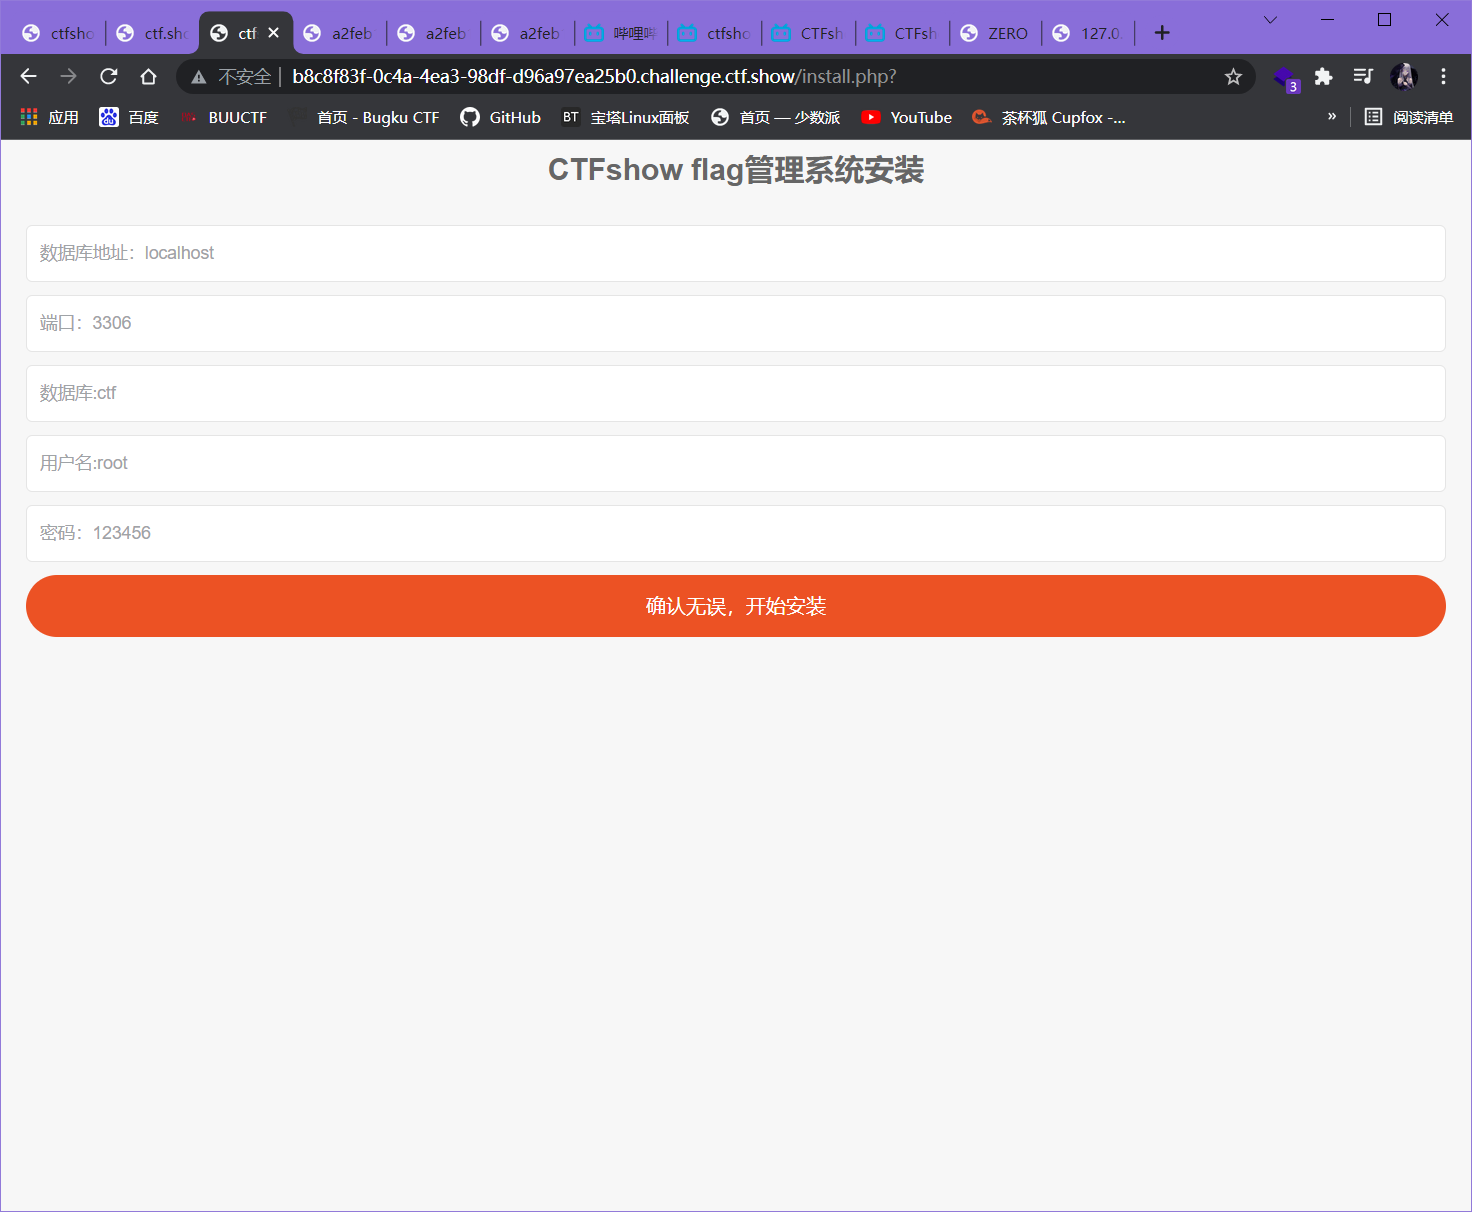 ctfsho
ctf.sho
ctf
a2feb
a2feb
a2feb
哔哩哔
ctfsho
CTFsh
CTFsh
ZERO
127.0.
不安全
b8c8f83f-0c4a-4ea3-98df-d96a97ea25b0.challenge.ctf.show/install.php?
3
应用
百度
BUUCTF
首页 - Bugku CTF
GitHub
BT
宝塔Linux面板
首页 — 少数派
YouTube
茶杯狐 Cupfox -...
»
阅读清单
CTFshow flag管理系统安装
数据库地址：localhost
端口：3306
数据库:ctf
用户名:root
密码：123456
确认无误，开始安装